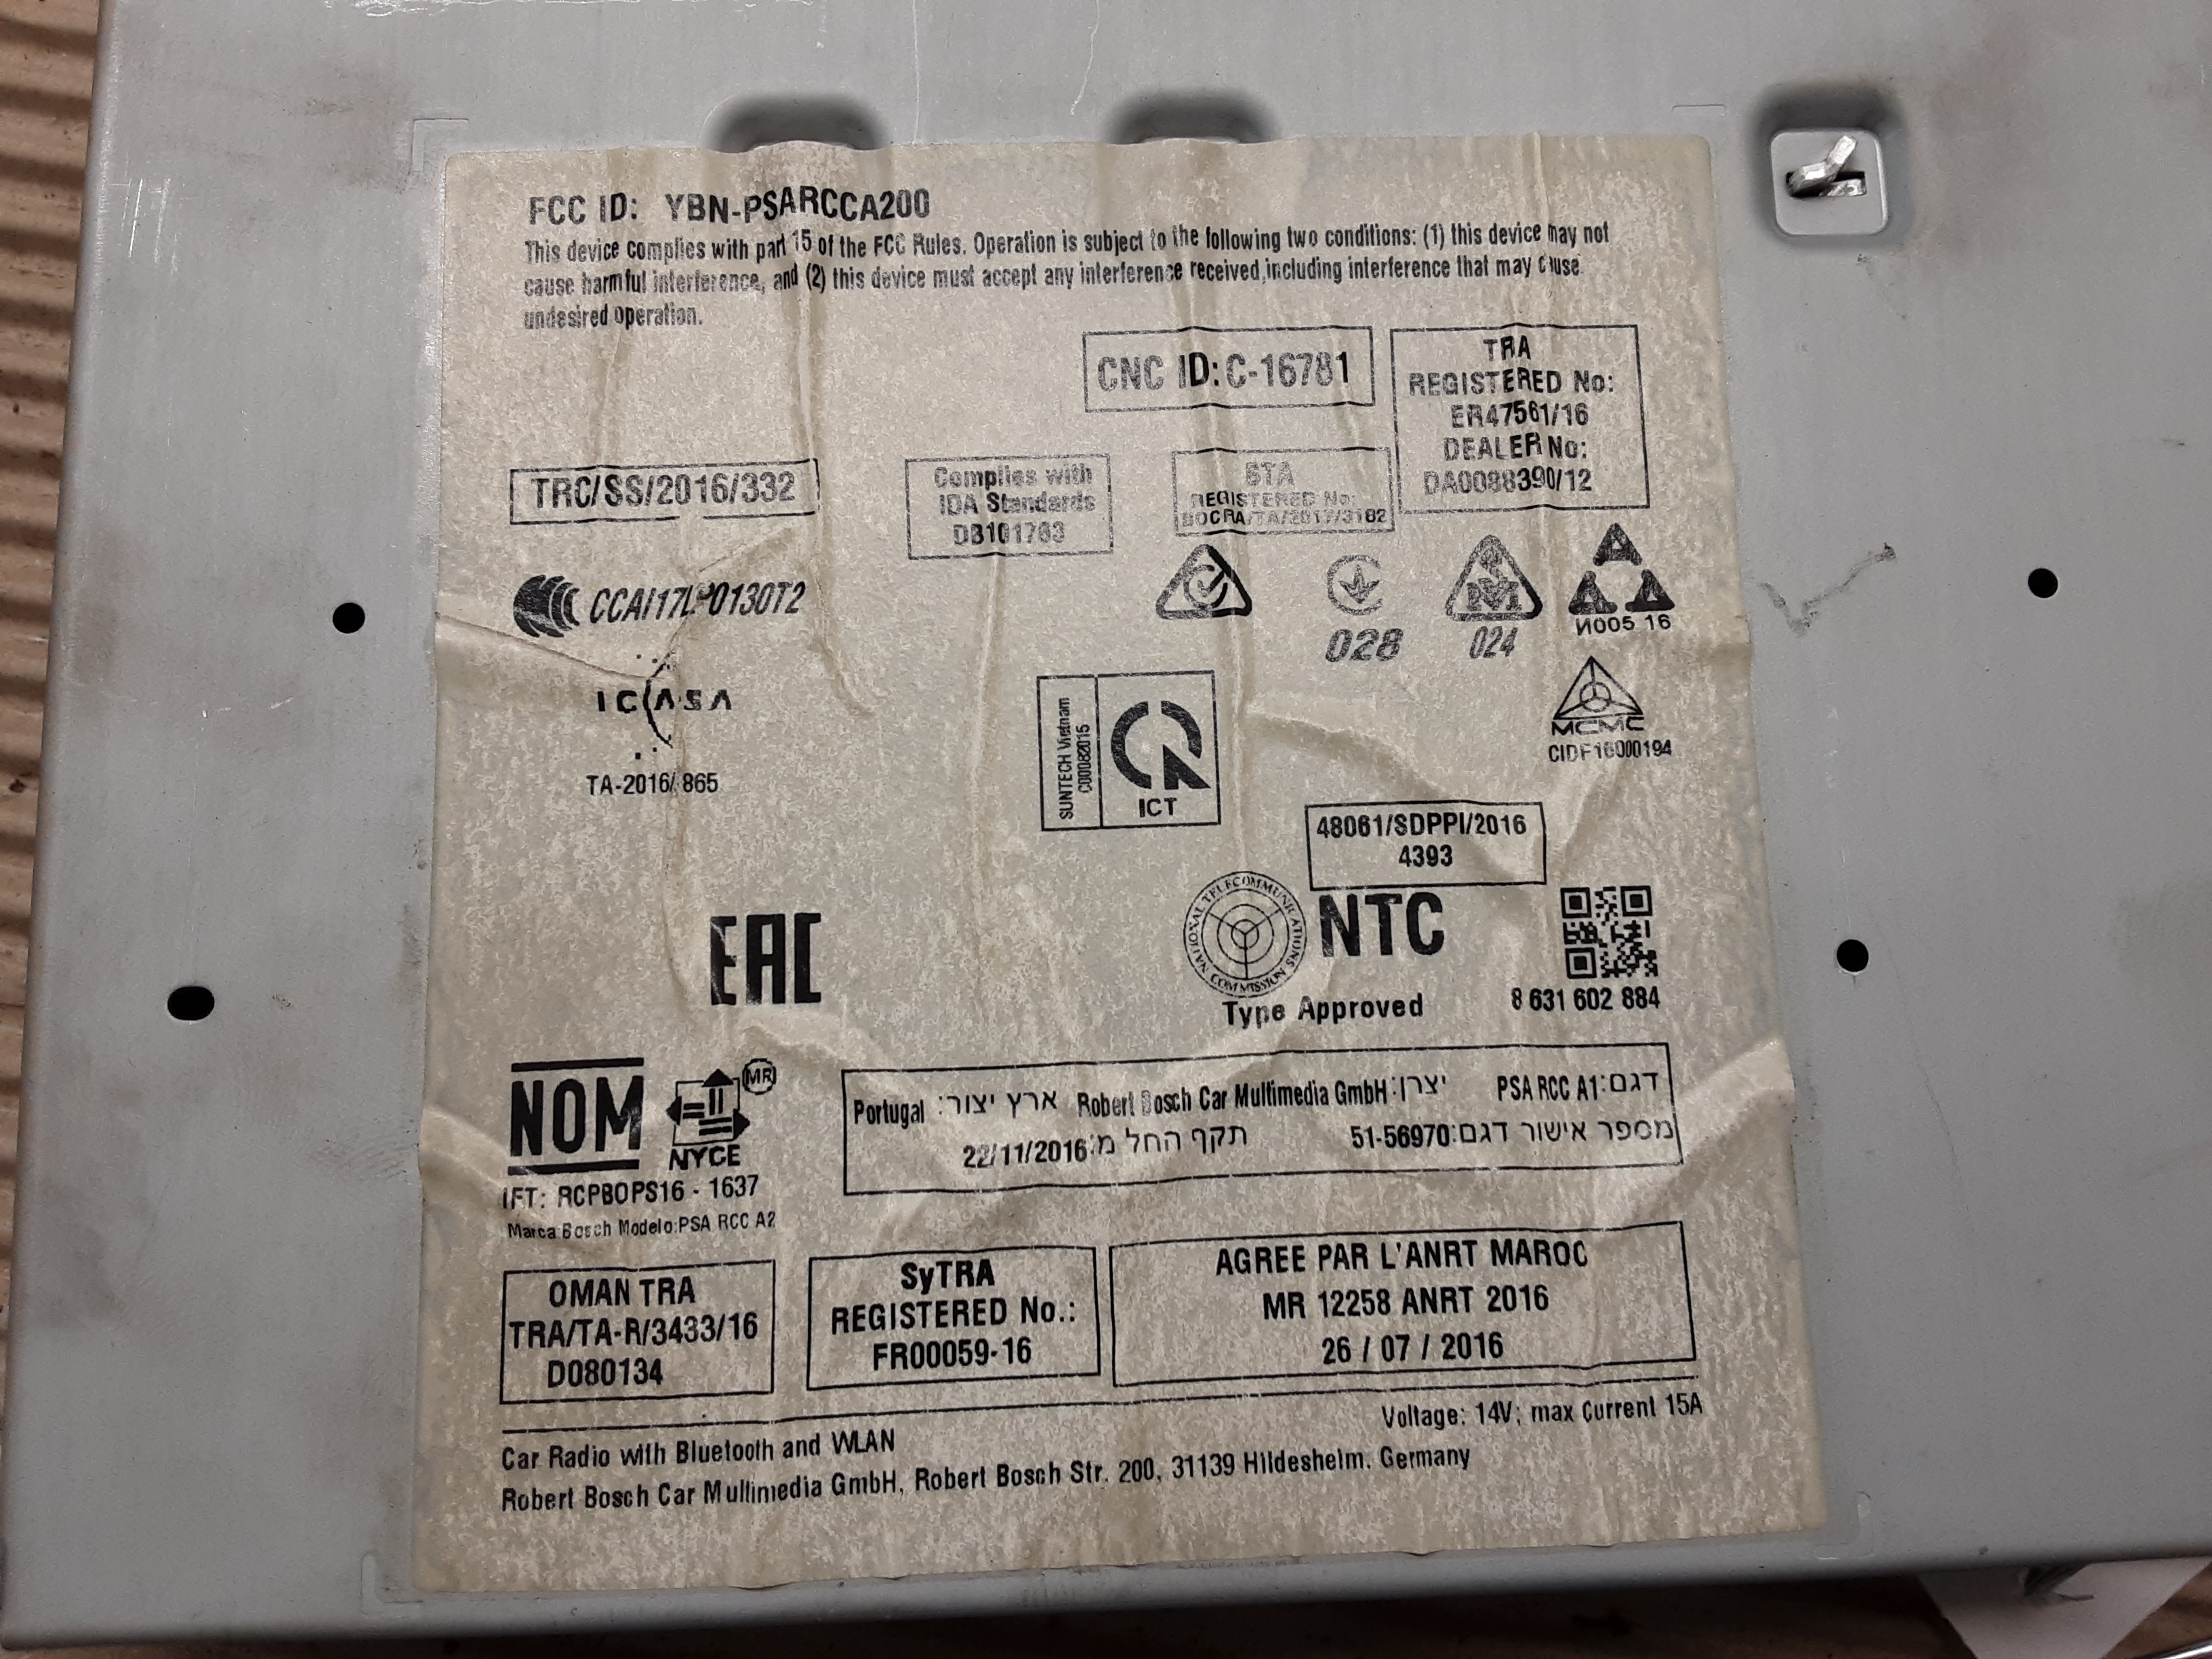 FCC ID: YBN-PSARCCA200
This device complies with part 15 of the FCC Rules. Operation is subject to the following two conditions: (1) this device may not
cause harmful interference, and (2) this device must accept any interference received,including interference that may cause
undesired operation.
CNC ID: C-16781
TRA
REGISTERED No:
ER47561/16
DEALER No:
DA0088390/12
TRC/SS/2016/332
Complies with
IDA Standards
DB101763
BTA
REGISTERED No:
BOCRA/TA/2017/3182
CCAI17LP0130T2
028
024
И005 16
ICASA
TA-2016/865
SUNTECH Vietnam
C00082015
ICT
MCMC
CIDF16000194
48061/SDPPI/2016
4393
EAC
NATIONAL TELECOMMUNICATIONS COMMISSION
NTC
Type Approved
8 631 602 884
NOM
MR
NYCE
IFT: RCPBOPS16 - 1637
Marca:Bosch Modelo:PSA RCC A2
דגם: PSA RCC A1 יצרן: Robert Bosch Car Multimedia GmbH ארץ יצור: Portugal
מספר אישור דגם: 51-56970 תקף החל מ: 22/11/2016
OMAN TRA
TRA/TA-R/3433/16
D080134
SyTRA
REGISTERED No.:
FR00059-16
AGREE PAR L'ANRT MAROC
MR 12258 ANRT 2016
26 / 07 / 2016
Voltage: 14V; max Current 15A
Car Radio with Bluetooth and WLAN
Robert Bosch Car Multimedia GmbH, Robert Bosch Str. 200, 31139 Hildesheim. Germany